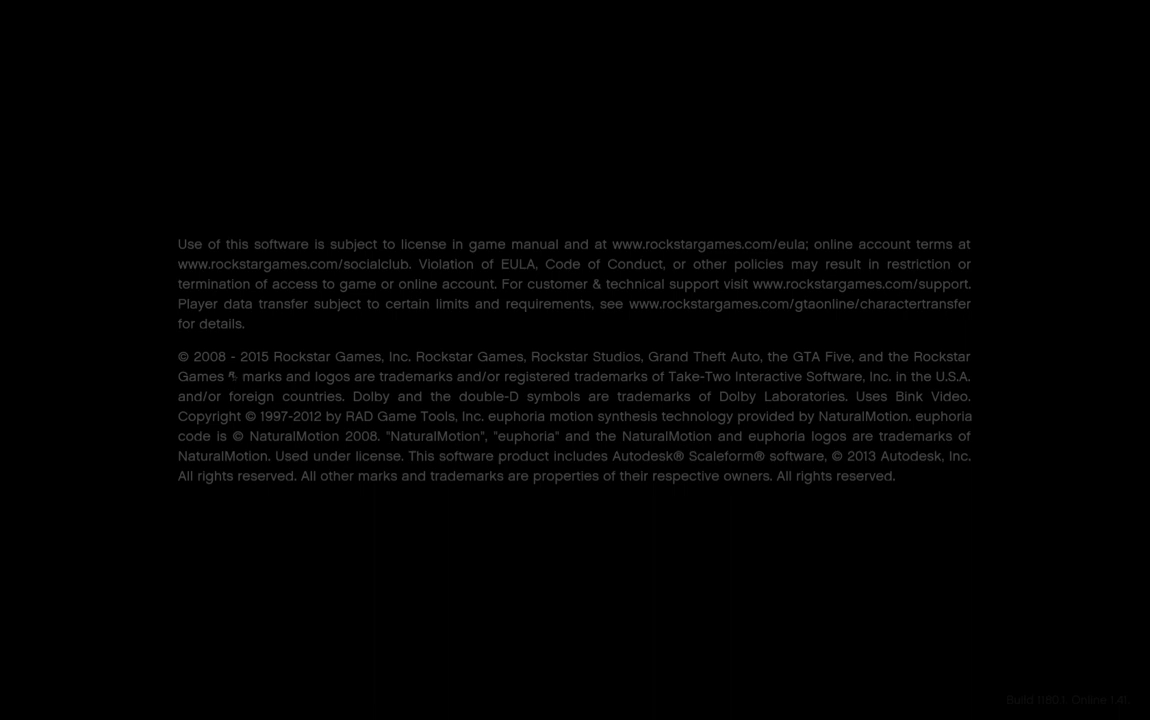 Use of this software is subject to license in game manual and at www.rockstargames.com/eula; online account terms at
www.rockstargames.com/socialclub. Violation of EULA, Code of Conduct, or other policies may result in restriction or
termination of access to game or online account. For customer & technical support visit www.rockstargames.com/support.
Player data transfer subject to certain limits and requirements, see www.rockstargames.com/gtaonline/charactertransfer
for details.
© 2008 - 2015 Rockstar Games, Inc. Rockstar Games, Rockstar Studios, Grand Theft Auto, the GTA Five, and the Rockstar
Games R* marks and logos are trademarks and/or registered trademarks of Take-Two Interactive Software, Inc. in the U.S.A.
and/or foreign countries. Dolby and the double-D symbols are trademarks of Dolby Laboratories. Uses Bink Video.
Copyright © 1997-2012 by RAD Game Tools, Inc. euphoria motion synthesis technology provided by NaturalMotion. euphoria
code is © NaturalMotion 2008. "NaturalMotion", "euphoria" and the NaturalMotion and euphoria logos are trademarks of
NaturalMotion. Used under license. This software product includes Autodesk® Scaleform® software, © 2013 Autodesk, Inc.
All rights reserved. All other marks and trademarks are properties of their respective owners. All rights reserved.
Build Online 1.41